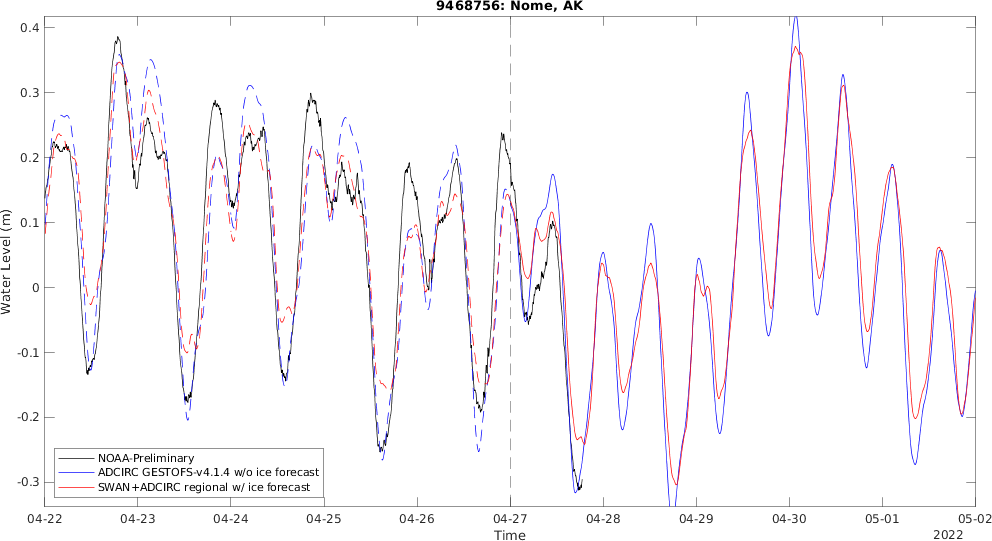 9468756: Nome, AK
0.4
0.3
0.2
0.1
0
-0.1
-0.2
-0.3
Water Level (m)
NOAA-Preliminary
ADCIRC GESTOFS-v4.1.4 w/o ice forecast
SWAN+ADCIRC regional w/ ice forecast
04-22 04-23 04-24 04-25 04-26 04-27 04-28 04-29 04-30 05-01 05-02
Time
2022